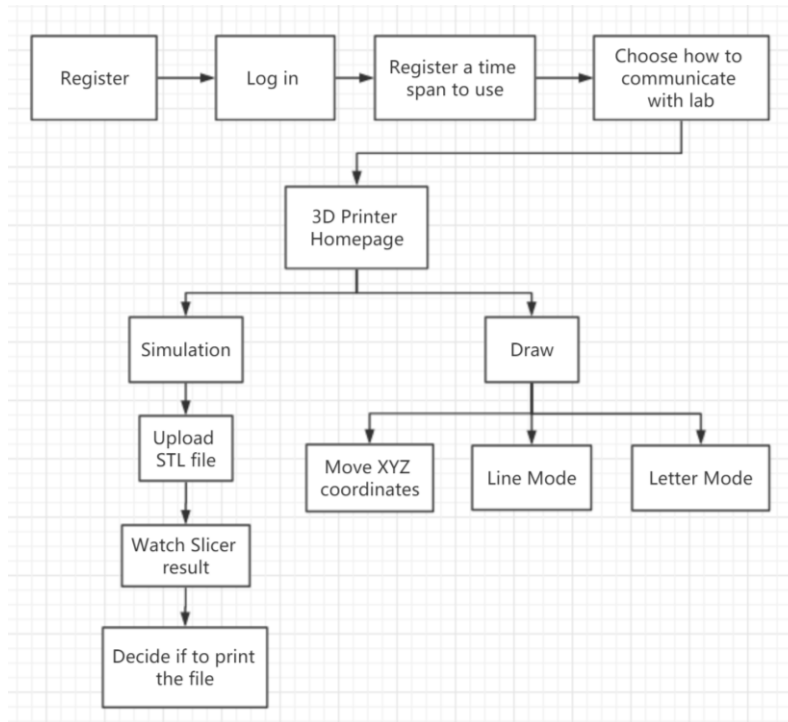 Register
Log in
Register a time
span to use
Choose how to
communicate
with lab
3D Printer
Homepage
Simulation
Draw
Upload
STL file
Move XYZ
coordinates
Line Mode
Letter Mode
Watch Slicer
result
Decide if to print
the file